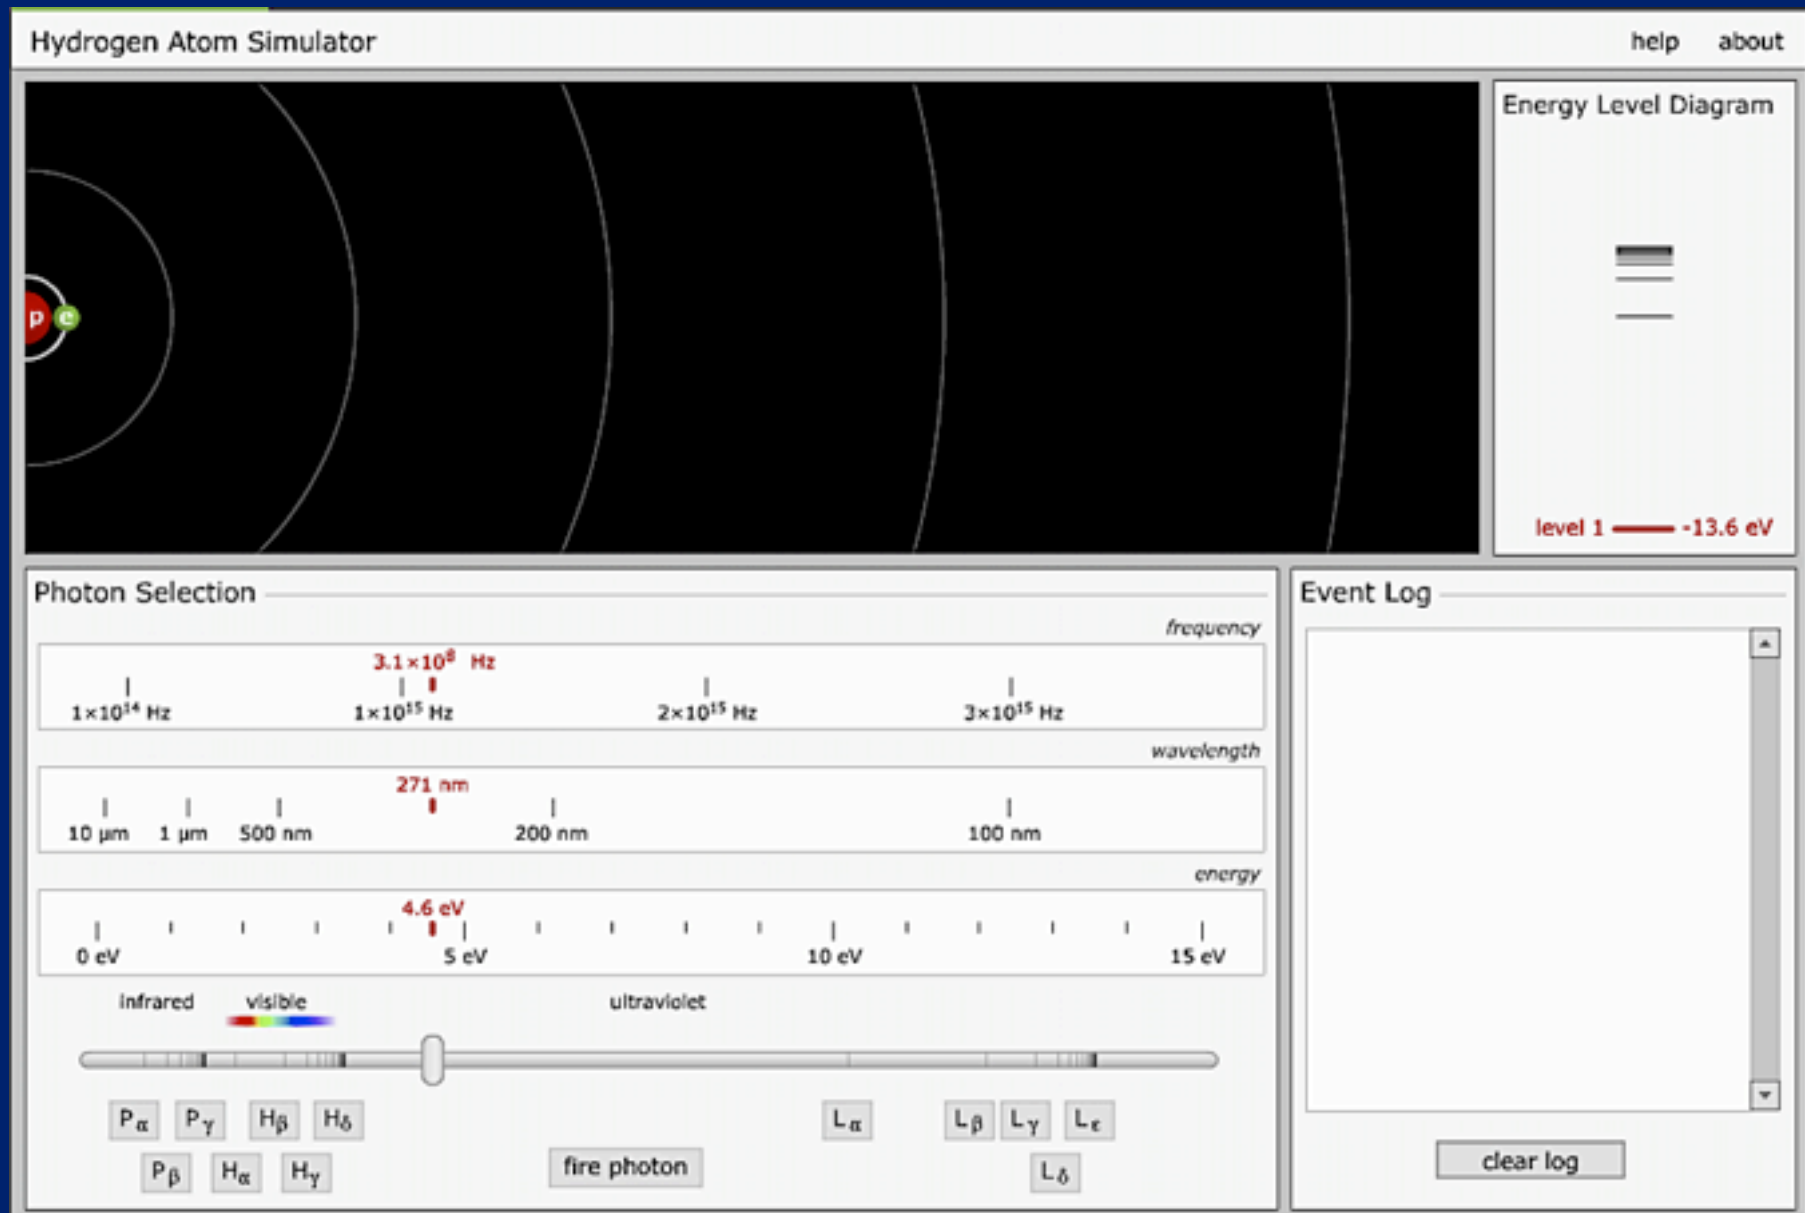 Hydrogen Atom Simulator help about
p e
Energy Level Diagram
level 1 -13.6 eV
Photon Selection
frequency
3.1×10⁸ Hz
1×10¹⁴ Hz 1×10¹⁵ Hz 2×10¹⁵ Hz 3×10¹⁵ Hz
wavelength
271 nm
10 µm 1 µm 500 nm 200 nm 100 nm
energy
4.6 eV
0 eV 5 eV 10 eV 15 eV
infrared visible ultraviolet
Pα Pγ Hβ Hδ Lα Lβ Lγ Lε
Pβ Hα Hγ fire photon Lδ
Event Log
clear log